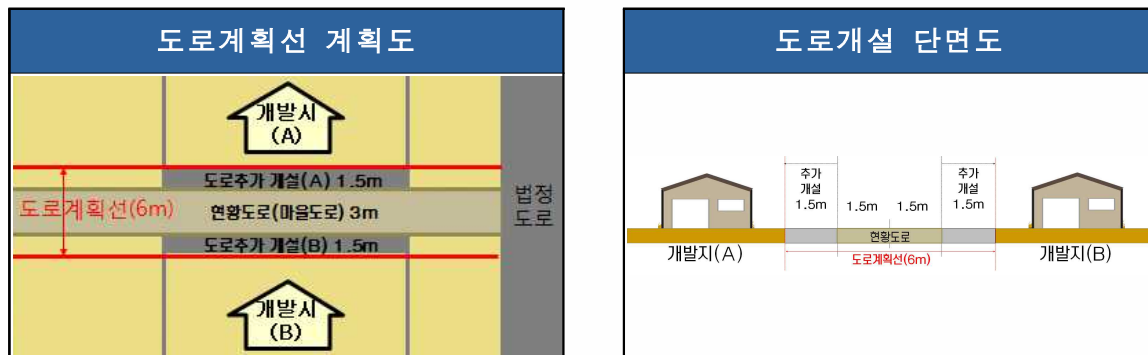 도로계획선 계획도
개발시
(A)
도로추가 개설(A) 1.5m
도로계획선(6m)
현황도로(마을도로) 3m
도로추가 개설(B) 1.5m
법정
도로
개발시
(B)
도로개설 단면도
추가
개설
1.5m
1.5m
1.5m
추가
개설
1.5m
현황도로
개발지(A)
도로계획선(6m)
개발지(B)